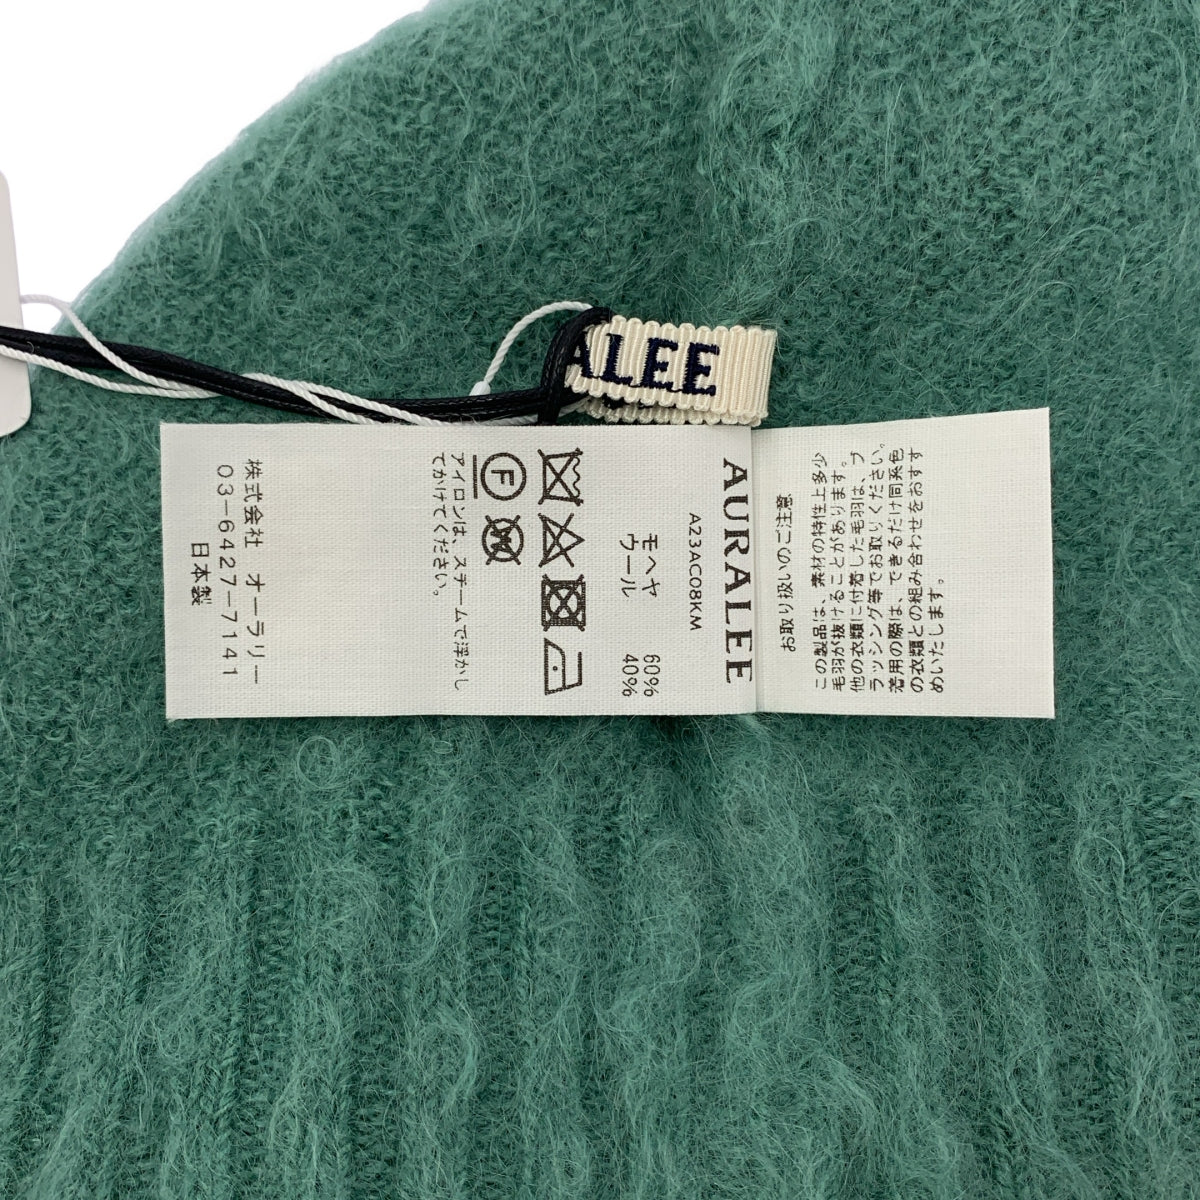 ALEE
AURALEE
A23AC08KM
モヘヤ 60%
ウール 40%
F
W
アイロンは、スチームで浮かし
てかけてください。
株式会社 オーラリー
03-6427-7141
日本製
お取り扱いのご注意
この製品は、素材の特性上多少
毛羽が抜けることがあります。
他の衣類に付着した毛羽は、ブ
ラッシング等でお取りください。
着用の際は、できるだけ同系色
の衣類との組み合わせをおすす
めいたします。